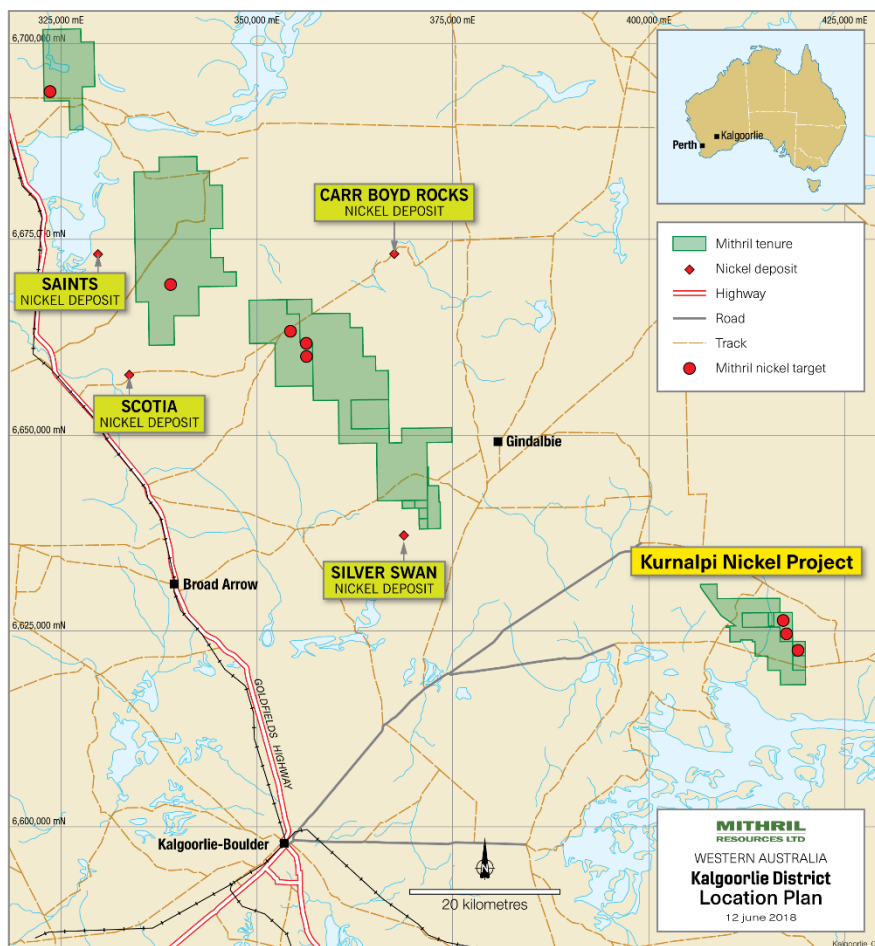 325,000 mE
350,000 mE
375,000 mE
400,000 mE
425,000 mE
6,700,000 mN
Perth
Kalgoorlie
CARR BOYD ROCKS
NICKEL DEPOSIT
6,675,000 mN
SAINTS
NICKEL DEPOSIT
Mithril tenure
Nickel deposit
Highway
Road
Track
Mithril nickel target
SCOTIA
NICKEL DEPOSIT
6,650,000 mN
Gindalbie
SILVER SWAN
NICKEL DEPOSIT
Kurnalpi Nickel Project
Broad Arrow
6,625,000 mN
GOLDFIELDS HIGHWAY
6,600,000 mN
Kalgoorlie-Boulder
N
20 kilometres
MITHRIL
RESOURCES LTD
WESTERN AUSTRALIA
Kalgoorlie District
Location Plan
12 june 2018